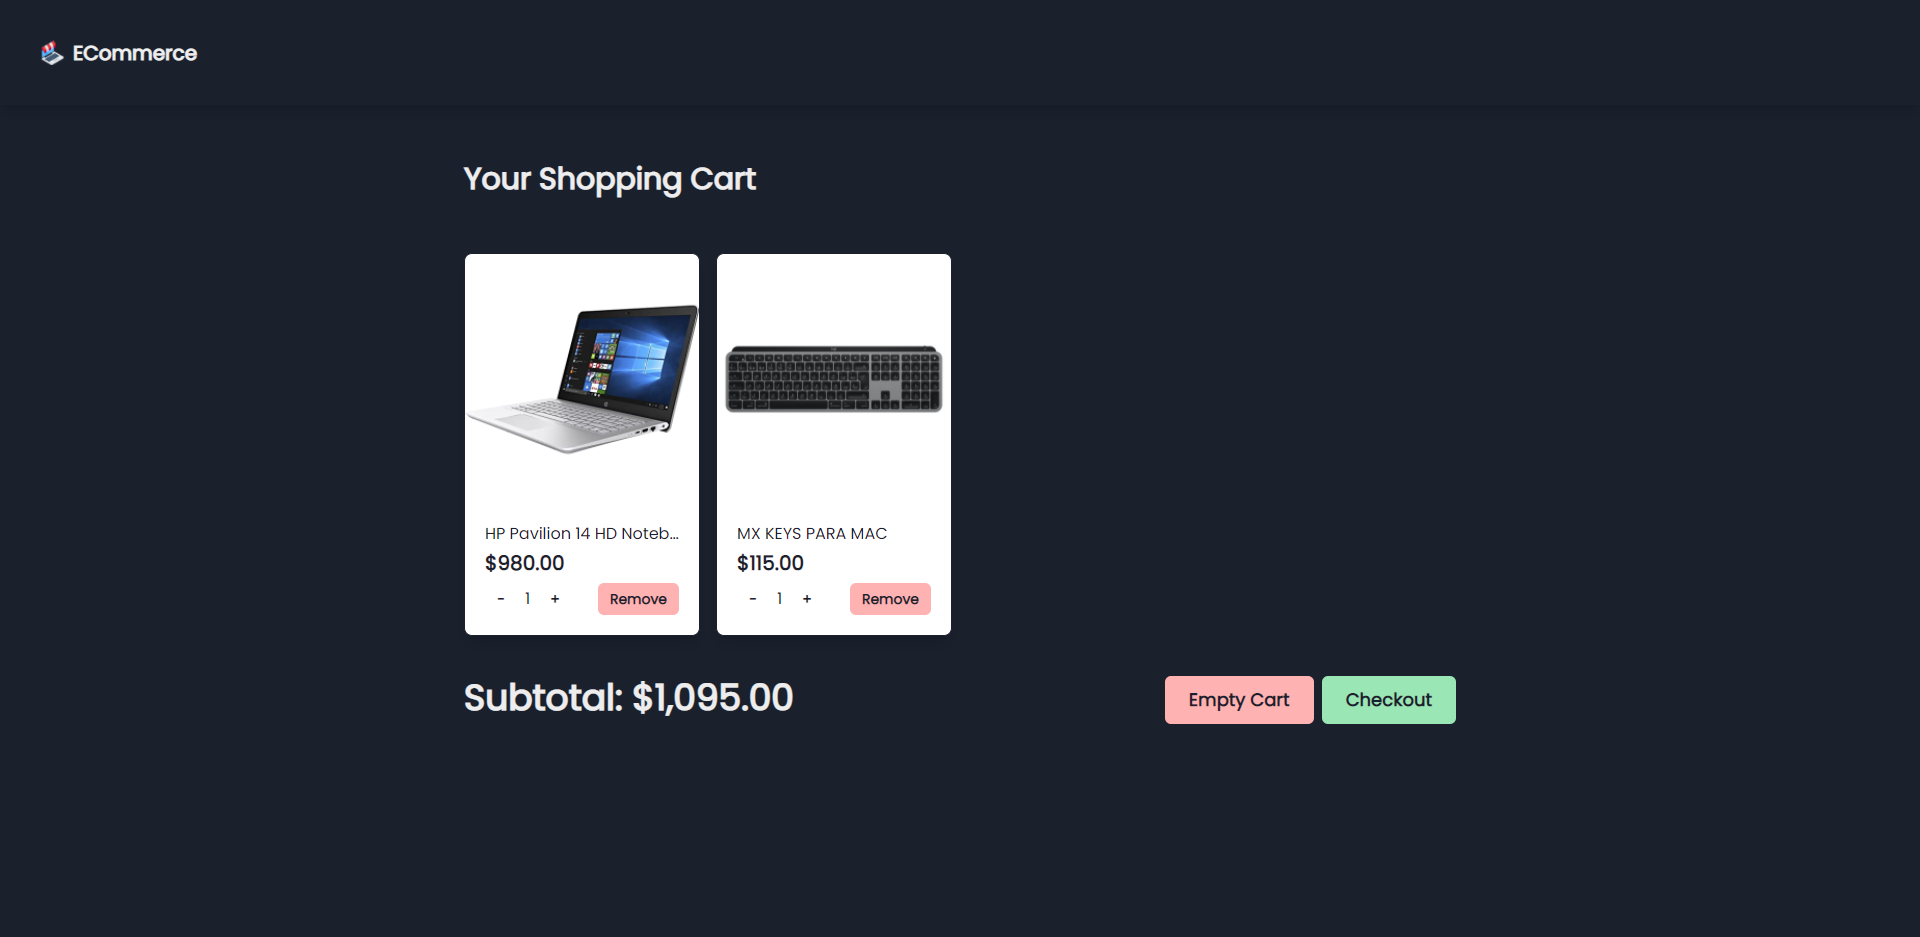 ECommerce
Your Shopping Cart
HP Pavilion 14 HD Noteb...
$980.00
- 1 +
Remove
MX KEYS PARA MAC
$115.00
- 1 +
Remove
Subtotal: $1,095.00
Empty Cart
Checkout